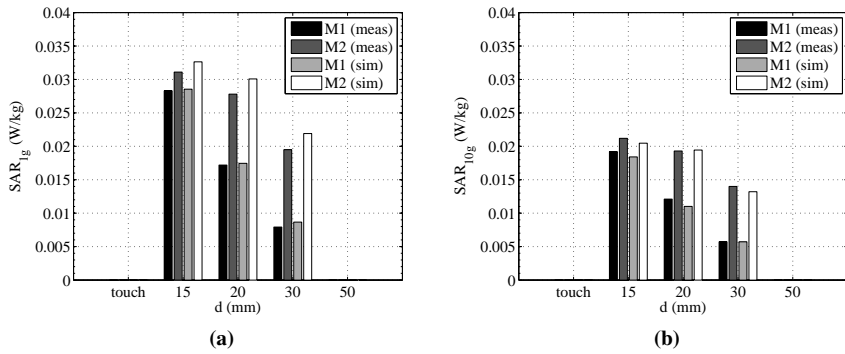 0.04
0.035
0.03
0.025
0.02
0.015
0.01
0.005
0
SAR1g (W/kg)
M1 (meas)
M2 (meas)
M1 (sim)
M2 (sim)
touch 15 20 30 50
d (mm)
(a)
0.04
0.035
0.03
0.025
0.02
0.015
0.01
0.005
0
SAR10g (W/kg)
M1 (meas)
M2 (meas)
M1 (sim)
M2 (sim)
touch 15 20 30 50
d (mm)
(b)